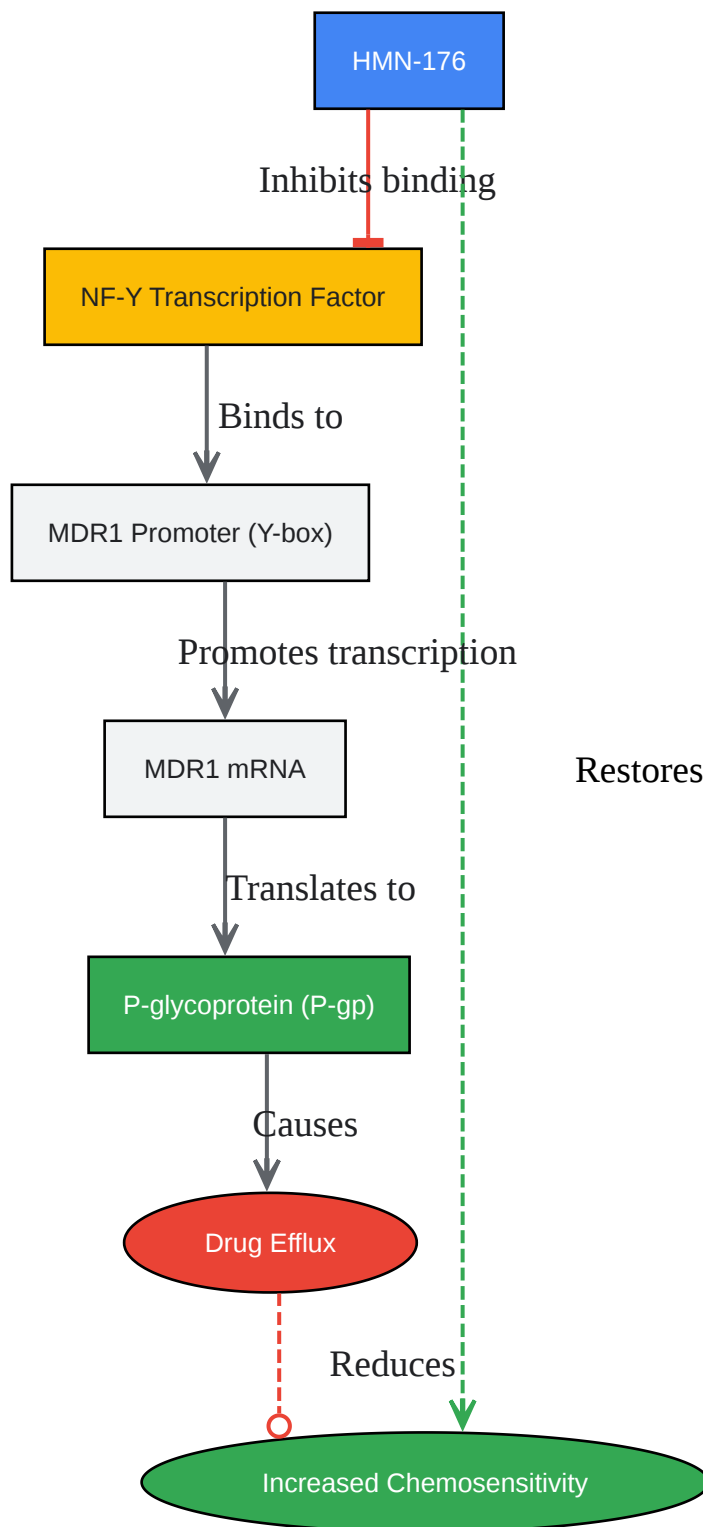 HMN-176
Inhibits binding
NF-Y Transcription Factor
Binds to
MDR1 Promoter (Y-box)
Promotes transcription
MDR1 mRNA
Restores
Translates to
P-glycoprotein (P-gp)
Causes
Drug Efflux
Reduces
Increased Chemosensitivity